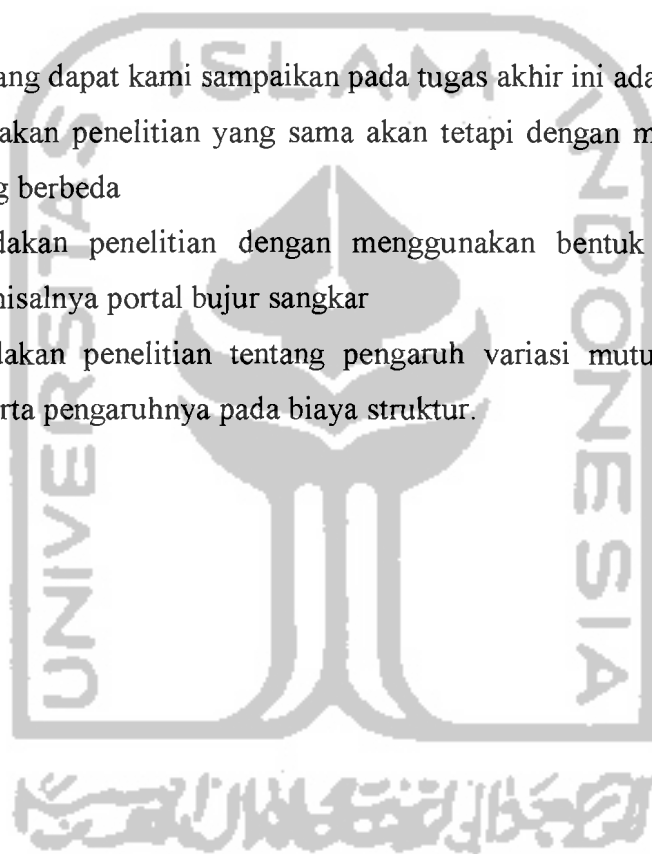 ISLAM
UNIVERSITAS
INDONESIA
ang dapat kami sampaikan pada tugas akhir ini ada
akan penelitian yang sama akan tetapi dengan m
g berbeda
dakan penelitian dengan menggunakan bentuk
nisalnya portal bujur sangkar
lakan penelitian tentang pengaruh variasi mutu
rta pengaruhnya pada biaya struktur.